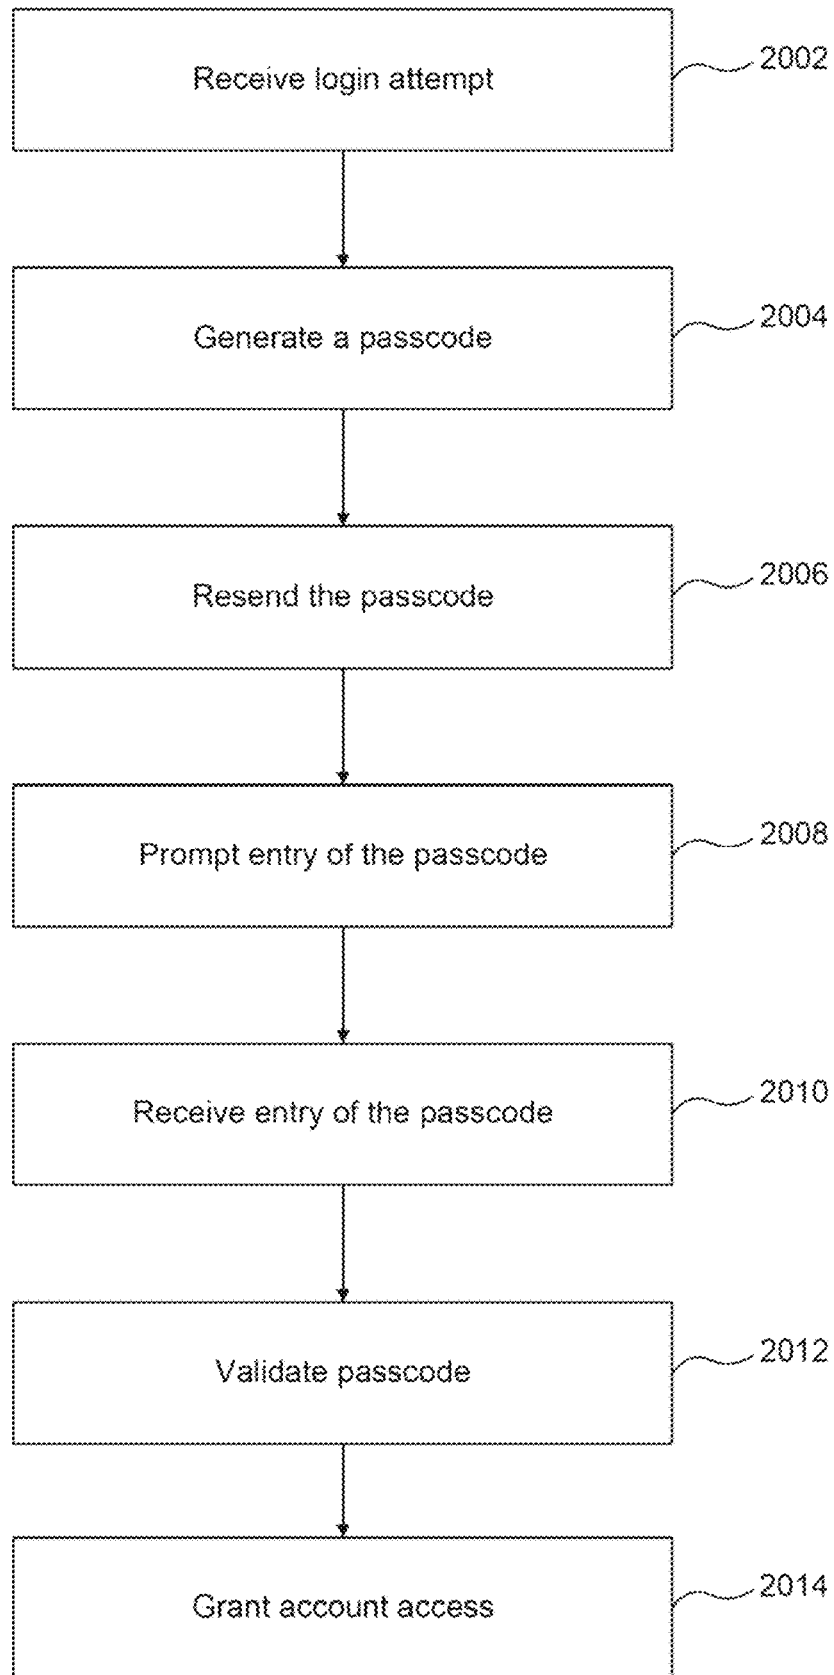 Receive login attempt
2002
Generate a passcode
2004
Resend the passcode
2006
Prompt entry of the passcode
2008
Receive entry of the passcode
2010
Validate passcode
2012
Grant account access
2014